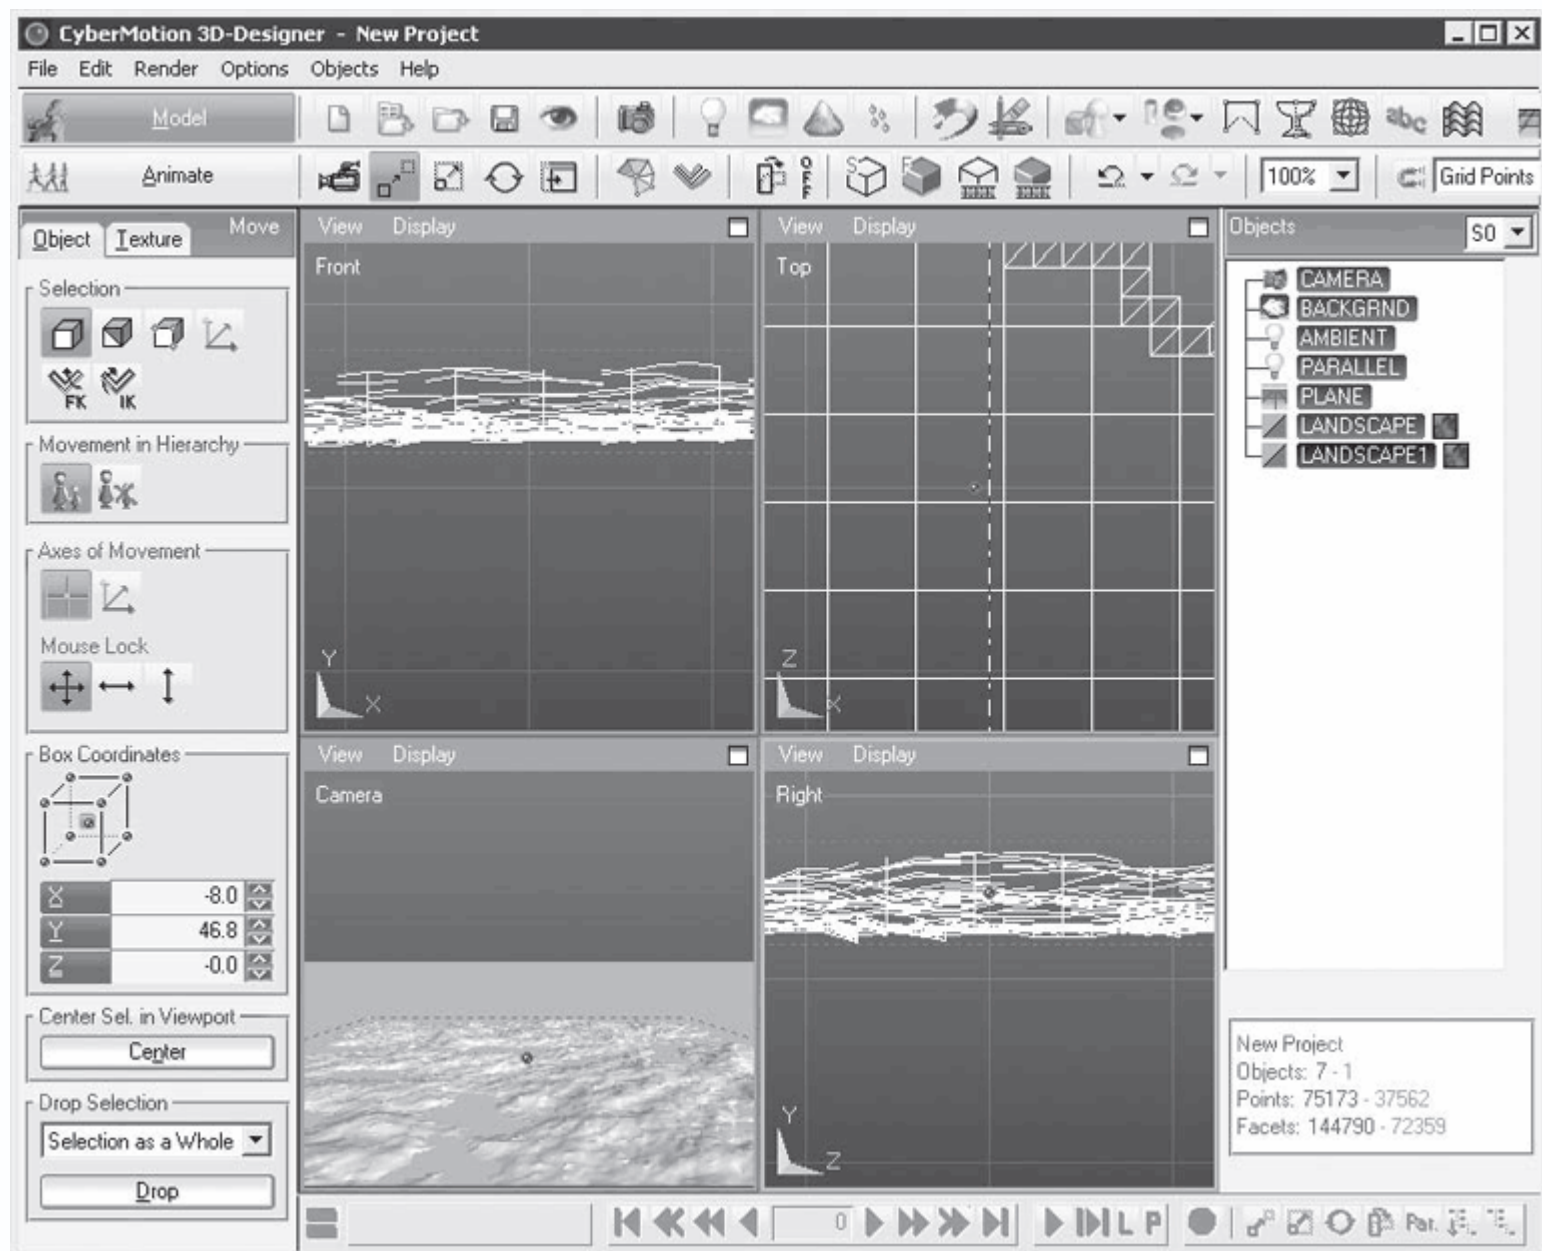 CyberMotion 3D-Designer - New Project
File Edit Render Options Objects Help
Model
abc
Animate
OFF
S
F
100%
Grid Points
Object
Texture
Move
View Display
View Display
Objects
S0
Front
Top
Selection
FK
IK
CAMERA
BACKGRND
AMBIENT
PARALLEL
PLANE
LANDSCAPE
LANDSCAPE1
Movement in Hierarchy
Axes of Movement
Mouse Lock
Y
X
Z
X
Box Coordinates
X -8.0
Y 46.8
Z -0.0
View Display
View Display
Camera
Right
Y
Z
Center Sel. in Viewport
Center
Drop Selection
Selection as a Whole
Drop
New Project
Objects: 7 - 1
Points: 75173 - 37562
Facets: 144790 - 72359
0
L P
Par.